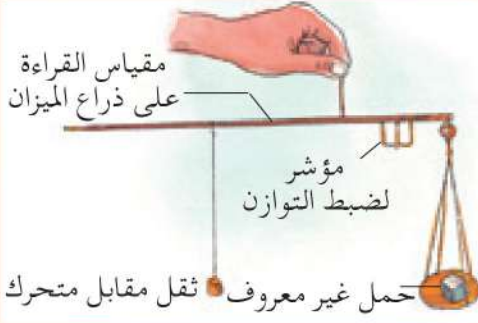 مقياس القراءة
على ذراع الميزان
مؤشر
لضبط التوازن
حمل غير معروف
ثقل مقابل متحرك